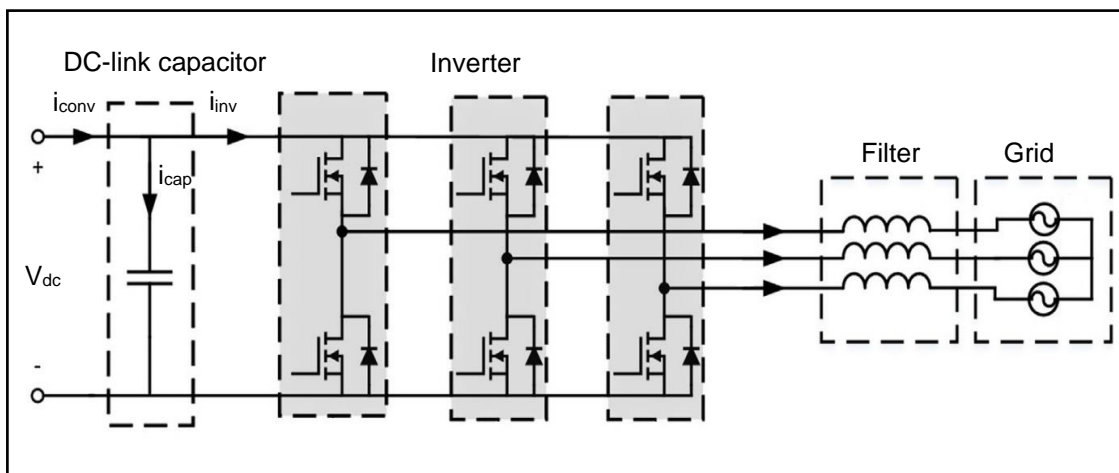 DC-link capacitor
Inverter
iconv
iinv
Filter
Grid
+
icap
Vdc
-